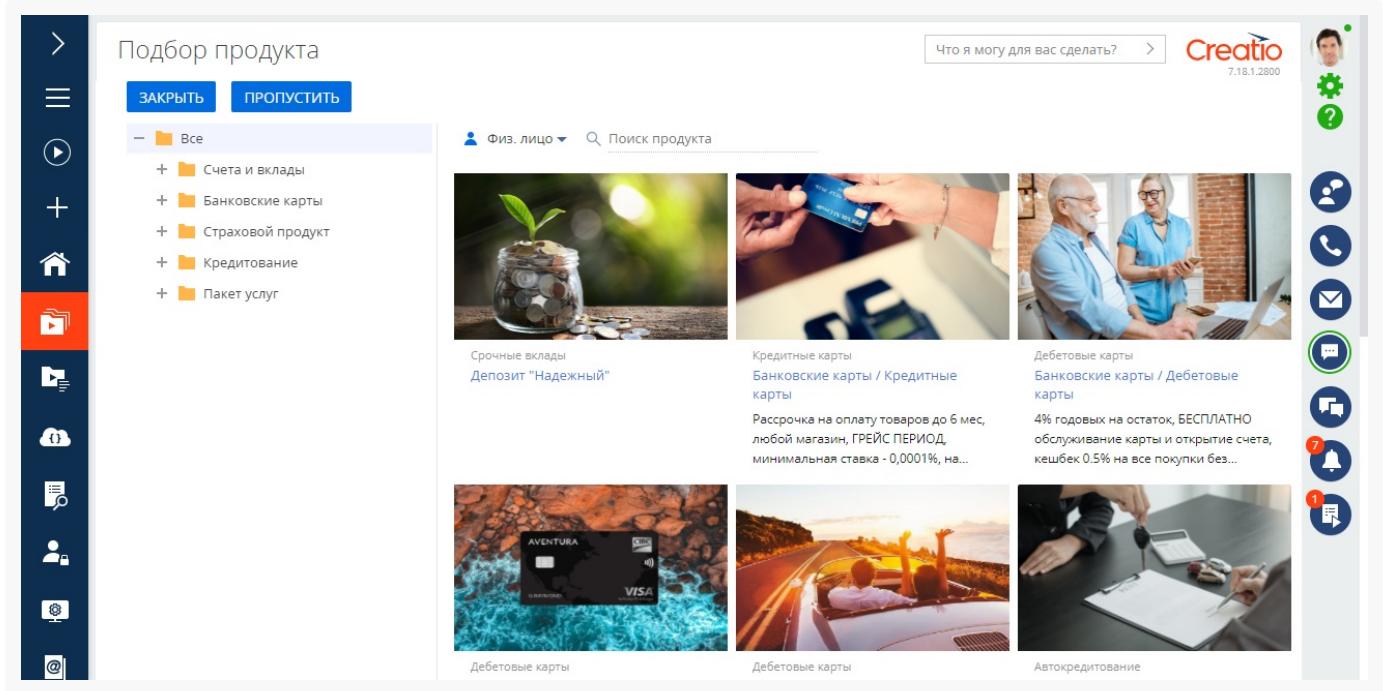 Подбор продукта
Что я могу для вас сделать?
Creatio
7.18.1.2800
ЗАКРЫТЬ
ПРОПУСТИТЬ
Все
Счета и вклады
Банковские карты
Страховой продукт
Кредитование
Пакет услуг
Физ. лицо
Поиск продукта
Срочные вклады
Депозит "Надежный"
Кредитные карты
Банковские карты / Кредитные
карты
Рассрочка на оплату товаров до 6 мес,
любой магазин, ГРЕЙС ПЕРИОД,
минимальная ставка - 0,0001%, на...
Дебетовые карты
Банковские карты / Дебетовые
карты
4% годовых на остаток, БЕСПЛАТНО
обслуживание карты и открытие счета,
кешбек 0.5% на все покупки без...
AVENTURA
CIBC
VISA
Дебетовые карты
Дебетовые карты
Автокредитование
7
1